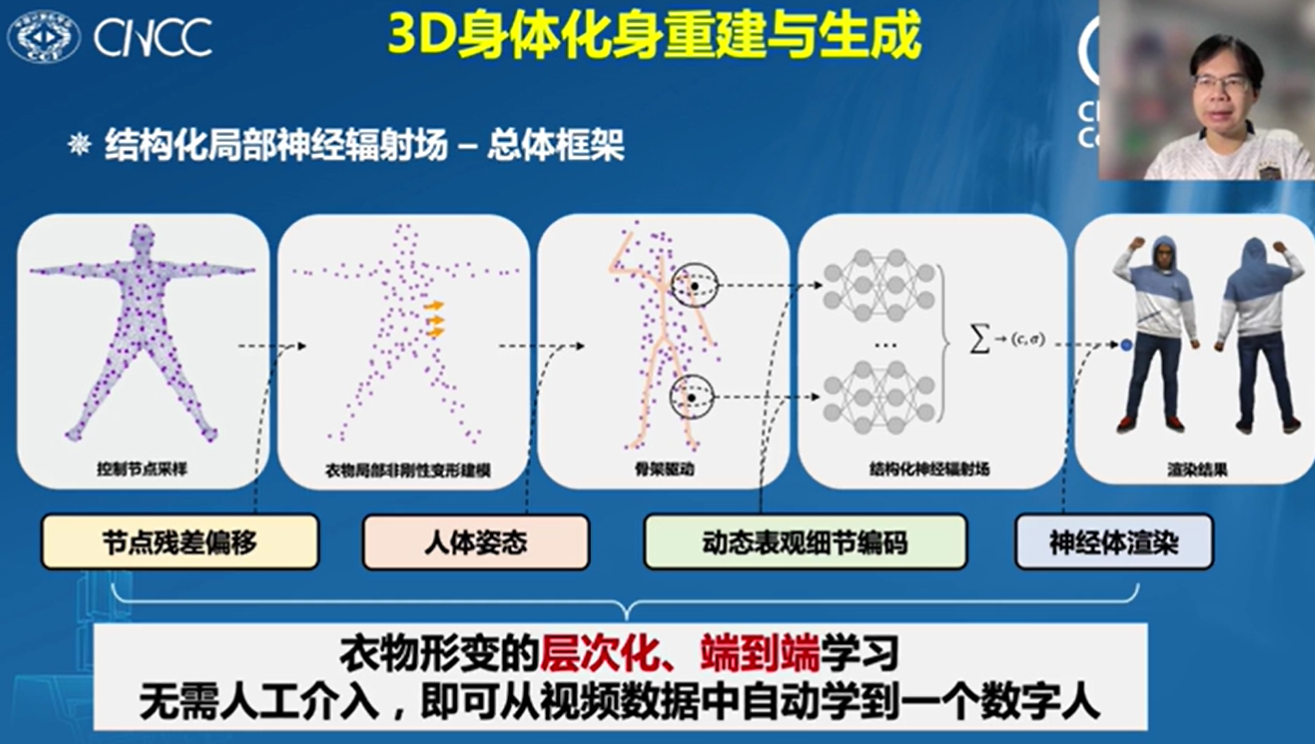 CCF
CNCC
3D身体化身重建与生成
结构化局部神经辐射场 – 总体框架
控制节点采样
衣物局部非刚性变形建模
骨架驱动
...
∑ → (c, σ)
结构化神经辐射场
渲染结果
节点残差偏移
人体姿态
动态表观细节编码
神经体渲染
衣物形变的层次化、端到端学习
无需人工介入，即可从视频数据中自动学到一个数字人